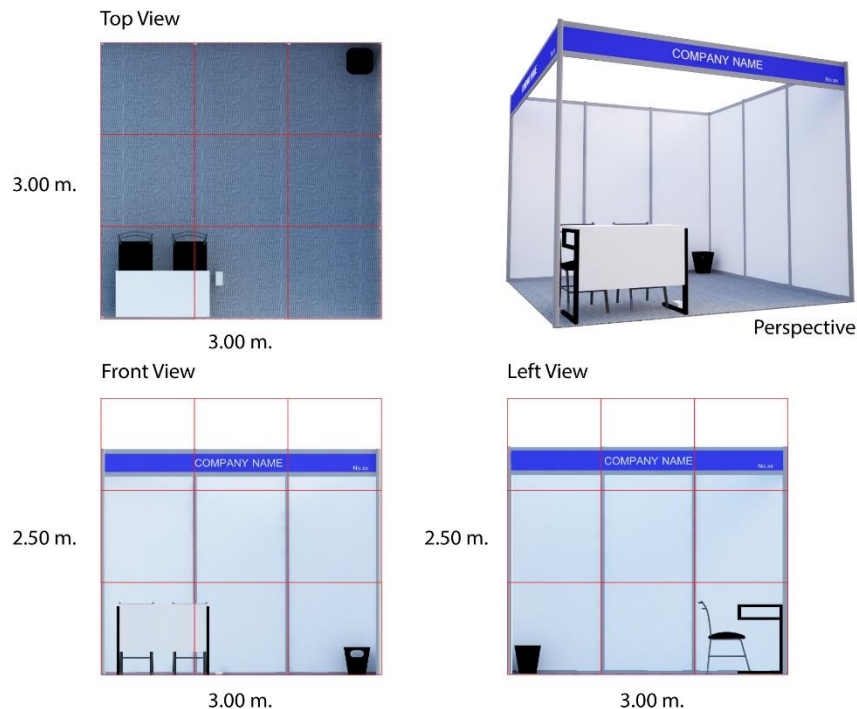 Top View
3.00 m.
3.00 m.
COMPANY NAME
No.xx
Perspective
Front View
COMPANY NAME
No.xx
2.50 m.
3.00 m.
Left View
COMPANY NAME
No.xx
2.50 m.
3.00 m.